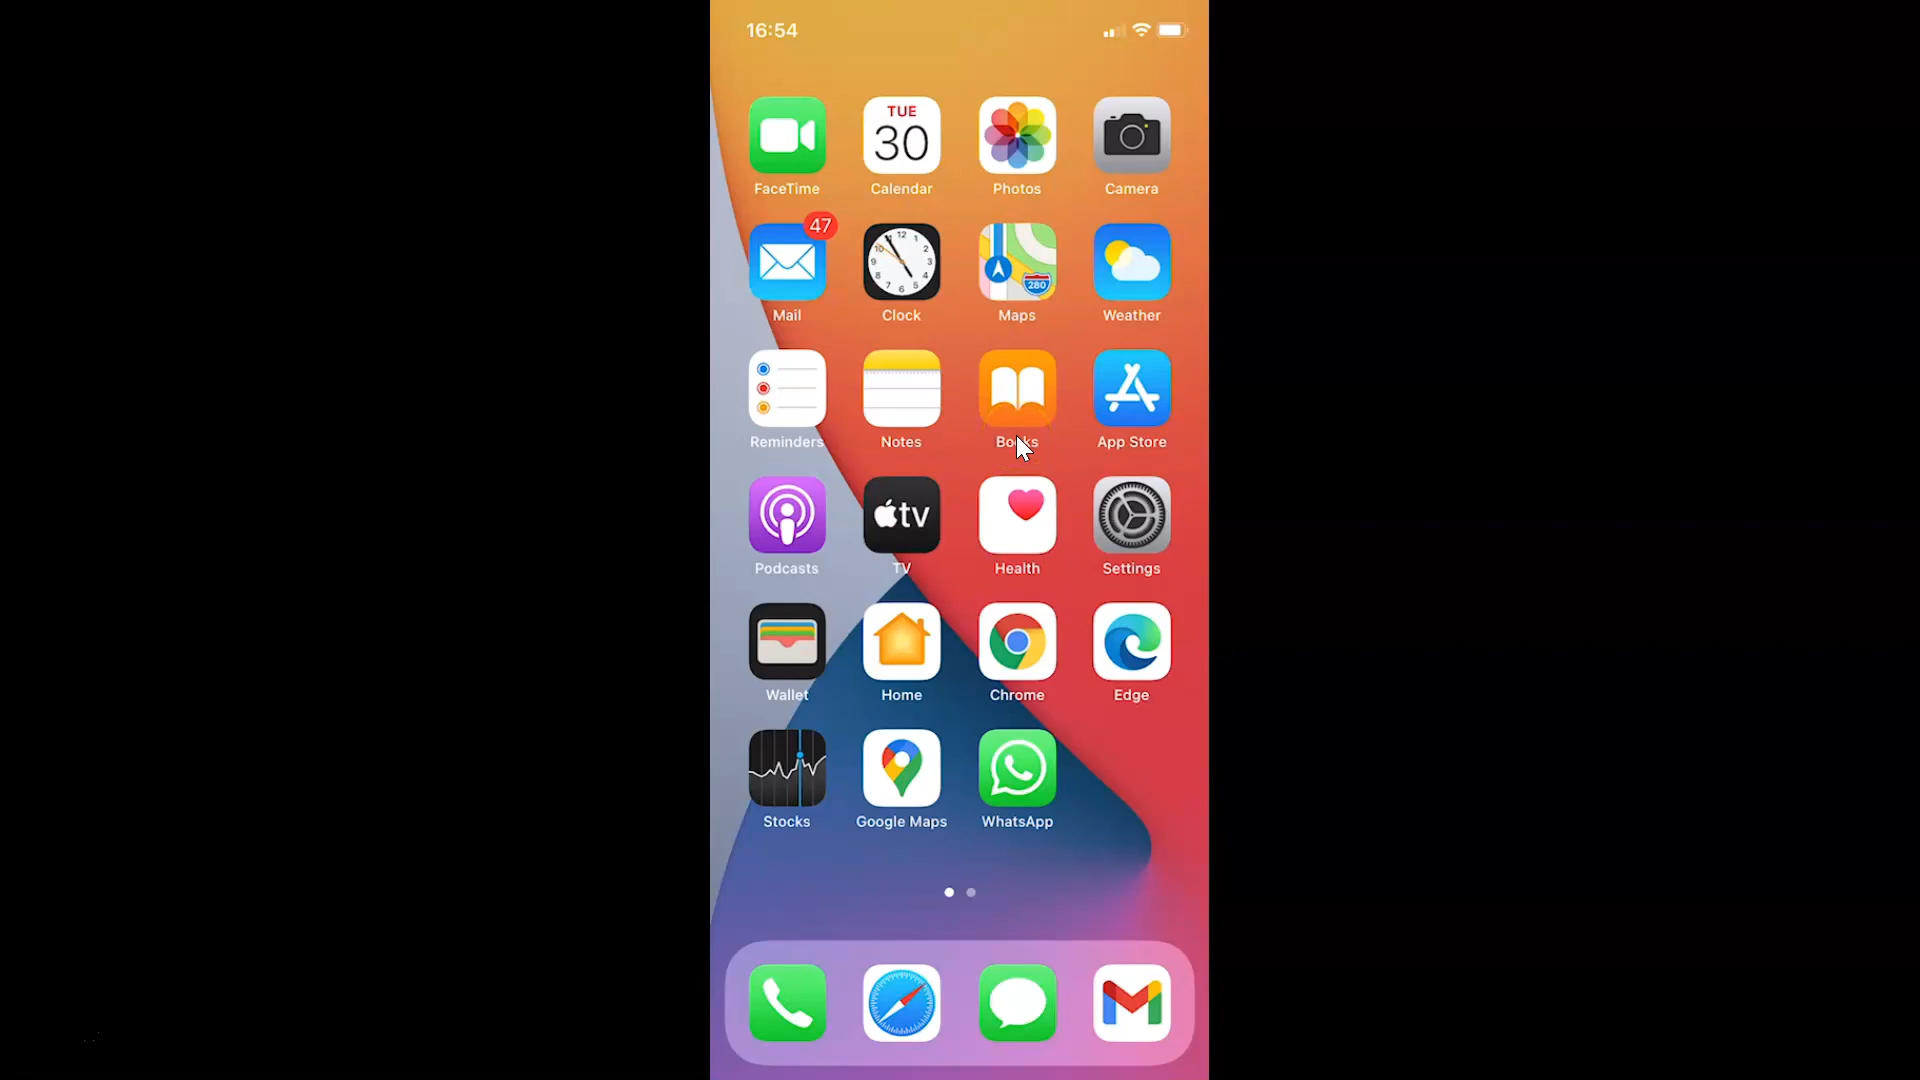 16:54
TUE
30
FaceTime Calendar Photos Camera
47
280
Mail Clock Maps Weather
Reminders Notes Books App Store
tv
Podcasts TV Health Settings
Wallet Home Chrome Edge
Stocks Google Maps WhatsApp